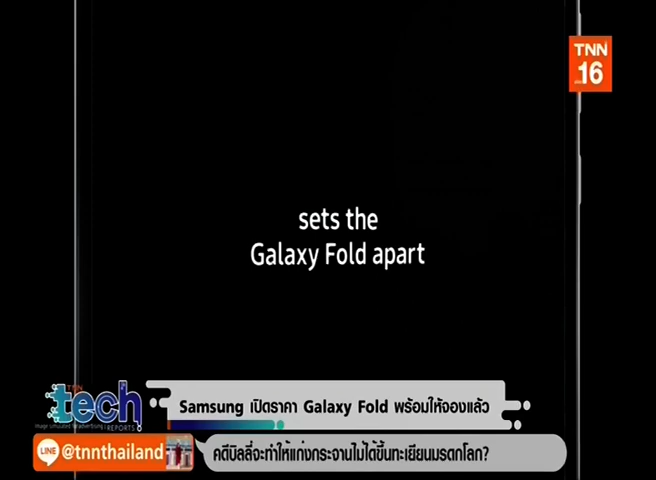 TNN
16
sets the
Galaxy Fold apart
TNN
tech
REPORTS
Samsung เปิดราคา Galaxy Fold พร้อมให้จองแล้ว
LINE @tnnthailand
คดีบิลลี่จะทำให้แก่งกระจานไม่ได้ขึ้นทะเบียนมรดกโลก?